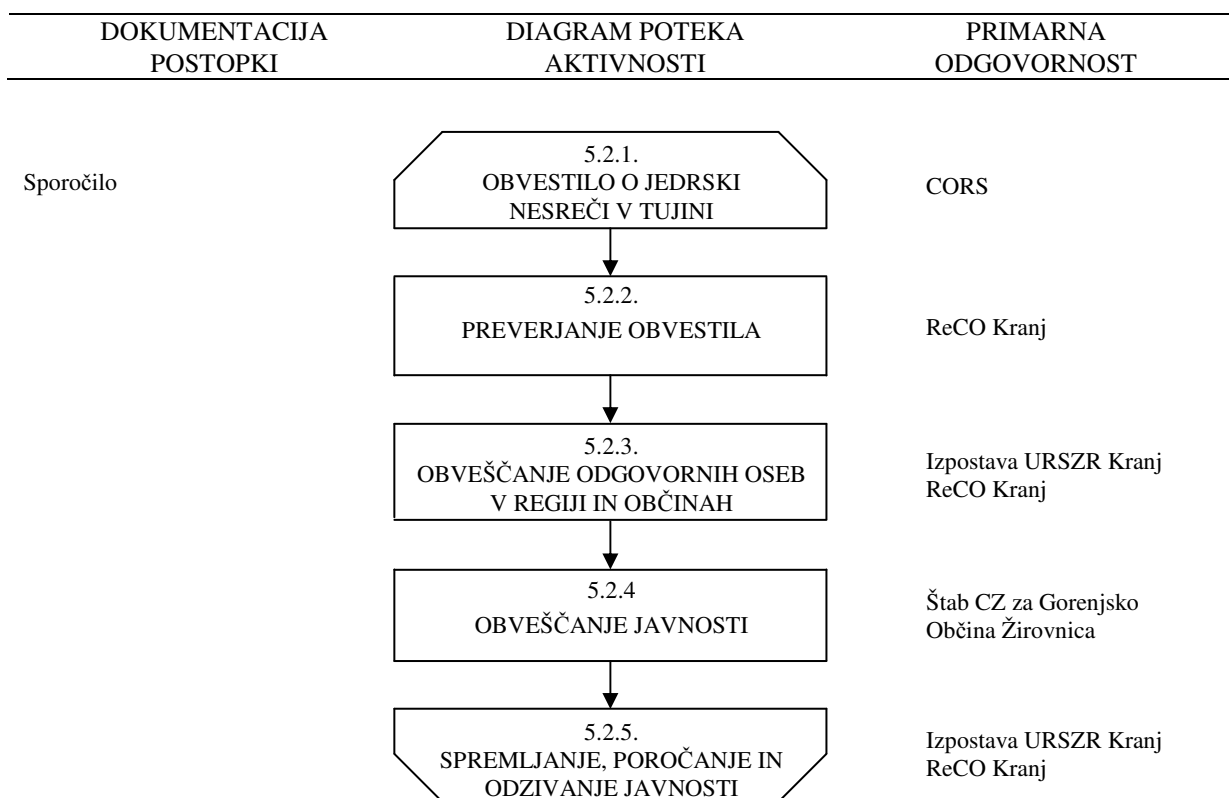 DOKUMENTACIJA
POSTOPKI
DIAGRAM POTEKA
AKTIVNOSTI
PRIMARNA
ODGOVORNOST
Sporočilo
5.2.1.
OBVESTILO O JEDRSKI
NESREČI V TUJINI
CORS
5.2.2.
PREVERJANJE OBVESTILA
ReCO Kranj
5.2.3.
OBVEŠČANJE ODGOVORNIH OSEB
V REGIJI IN OBČINAH
Izpostava URSZR Kranj
ReCO Kranj
5.2.4
OBVEŠČANJE JAVNOSTI
Štab CZ za Gorenjsko
Občina Žirovnica
5.2.5.
SPREMLJANJE, POROČANJE IN
ODZIVANJE JAVNOSTI
Izpostava URSZR Kranj
ReCO Kranj